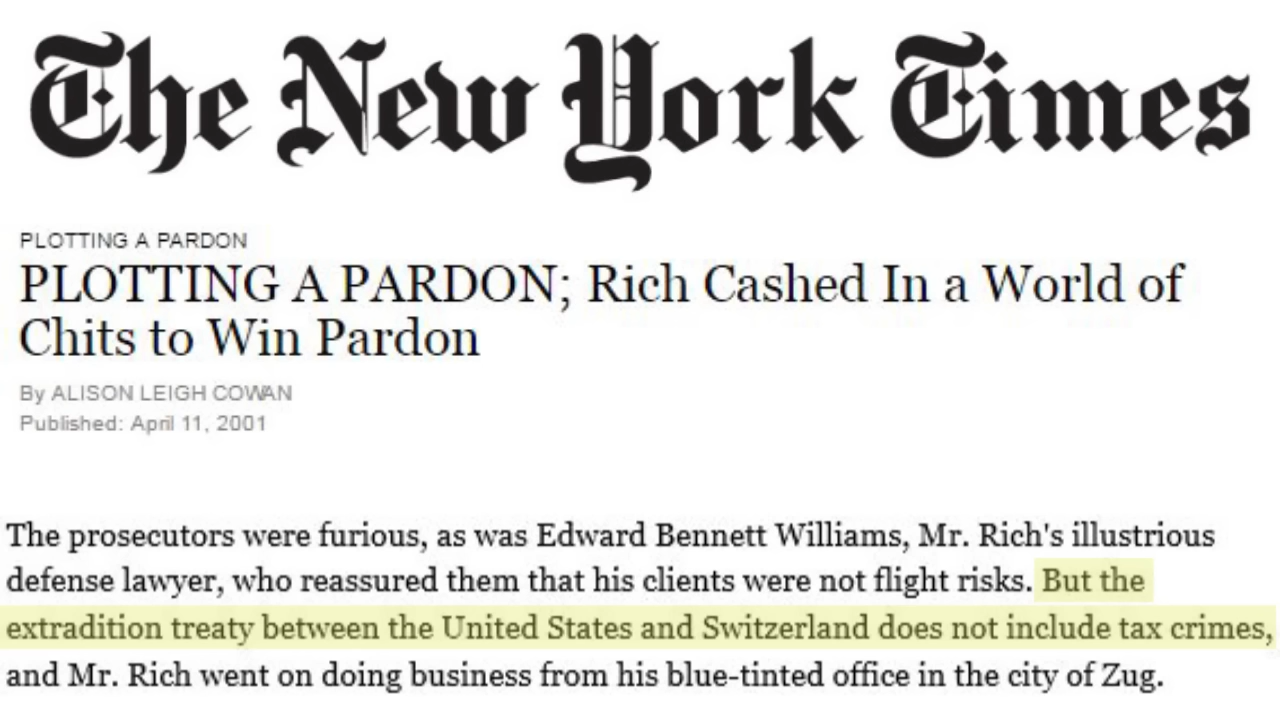 The New York Times
PLOTTING A PARDON
PLOTTING A PARDON; Rich Cashed In a World of
Chits to Win Pardon
By ALISON LEIGH COWAN
Published: April 11, 2001
The prosecutors were furious, as was Edward Bennett Williams, Mr. Rich's illustrious
defense lawyer, who reassured them that his clients were not flight risks. But the
extradition treaty between the United States and Switzerland does not include tax crimes,
and Mr. Rich went on doing business from his blue-tinted office in the city of Zug.